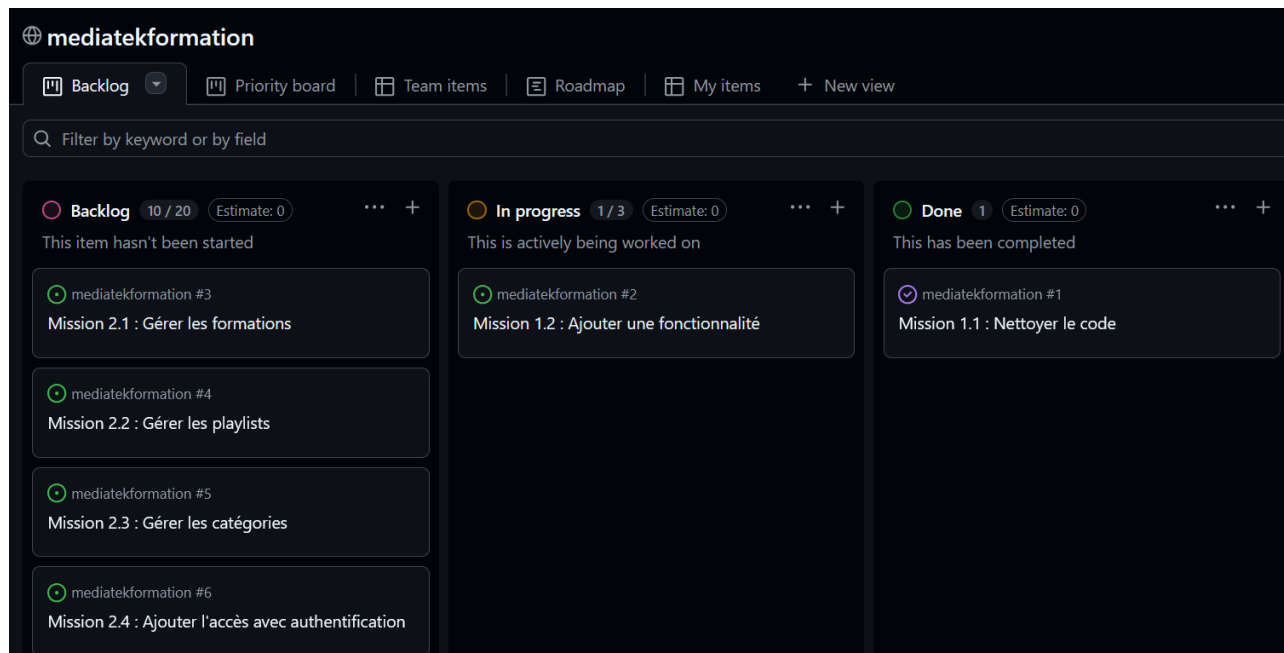 mediatekformation
Backlog Priority board Team items Roadmap My items + New view
Filter by keyword or by field
Backlog 10 / 20 Estimate: 0
This item hasn't been started
mediatekformation #3
Mission 2.1 : Gérer les formations
mediatekformation #4
Mission 2.2 : Gérer les playlists
mediatekformation #5
Mission 2.3 : Gérer les catégories
mediatekformation #6
Mission 2.4 : Ajouter l'accès avec authentification
In progress 1 / 3 Estimate: 0
This is actively being worked on
mediatekformation #2
Mission 1.2 : Ajouter une fonctionnalité
Done 1 Estimate: 0
This has been completed
mediatekformation #1
Mission 1.1 : Nettoyer le code